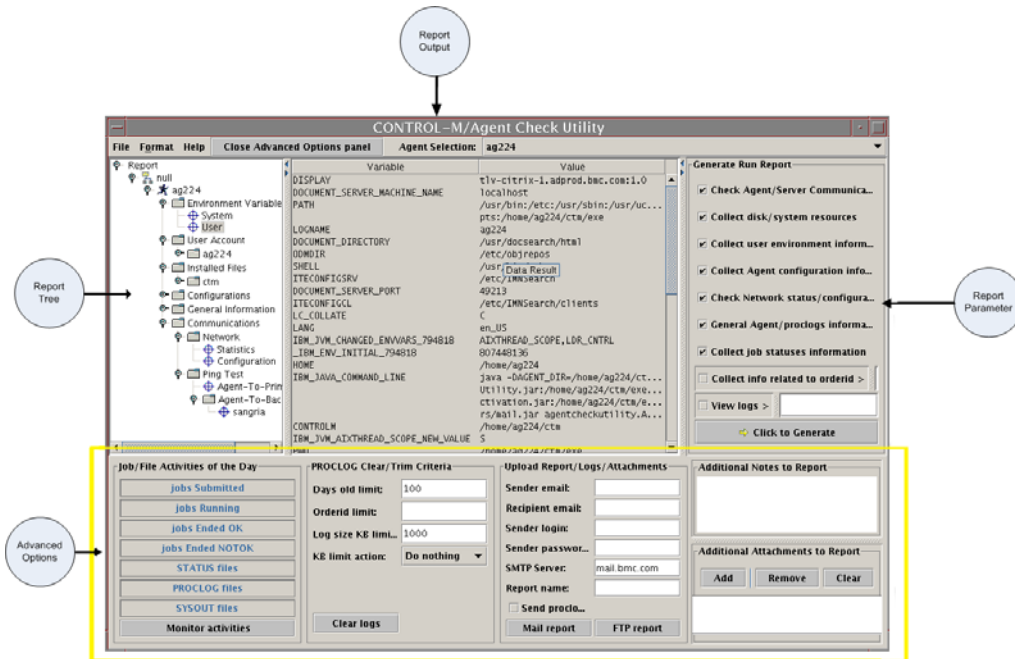 Report
Output
CONTROL-M/Agent Check Utility
File Format Help Close Advanced Options panel Agent Selection: ag224
Report
null
ag224
Environment Variable
System
User
User Account
ag224
Installed Files
ctm
Configurations
General Information
Communications
Network
Statistics
Configuration
Ping Test
Agent-To-Prin
Agent-To-Bac
sangria
Variable Value
DISPLAY tlv-citrix-1.adprod.bmc.com:1.0
DOCUMENT_SERVER_MACHINE_NAME localhost
PATH /usr/bin:/etc:/usr/sbin:/usr/uc...
pts:/home/ag224/ctm/exe
LOGNAME ag224
DOCUMENT_DIRECTORY /usr/docsearch/html
ODMDIR /etc/objrepos
SHELL /usr
Data Result
ITECONFIGSRV /etc/IMNSearch
DOCUMENT_SERVER_PORT 49213
ITECONFIGCL /etc/IMNSearch/clients
LC_COLLATE C
LANG en_US
IBM_JVM_CHANGED_ENVVARS_794818 AIXTHREAD_SCOPE,LDR_CNTRL
_IBM_ENV_INITIAL_794818 807448136
HOME /home/ag224
IBM_JAVA_COMMAND_LINE java -DAGENT_DIR=/home/ag224/ct...
Utility.jar:/home/ag224/ctm/exe...
ctivation.jar:/home/ag224/ctm/e...
rs/mail.jar agentcheckutility.A...
CONTROLM /home/ag224/ctm
IBM_JVM_AIXTHREAD_SCOPE_NEW_VALUE S
/home/ag224/ctm/exe
Generate Run Report
Check Agent/Server Communica...
Collect disk/system resources
Collect user environment inform...
Collect Agent configuration info...
Check Network status/configura...
General Agent/proclogs informa...
Collect job statuses information
Collect info related to orderid >
View logs >
Click to Generate
Report
Tree
Report
Parameter
Job/File Activities of the Day
jobs Submitted
jobs Running
jobs Ended OK
jobs Ended NOTOK
STATUS files
PROCLOG files
SYSOUT files
Monitor activities
PROCLOG Clear/Trim Criteria
Days old limit: 100
Orderid limit:
Log size KB limi... 1000
KB limit action: Do nothing
Clear logs
Upload Report/Logs/Attachments
Sender email:
Recipient email:
Sender login:
Sender passwor...
SMTP Server: mail.bmc.com
Report name:
Send proclo...
Mail report FTP report
Additional Notes to Report
Additional Attachments to Report
Add Remove Clear
Advanced
Options